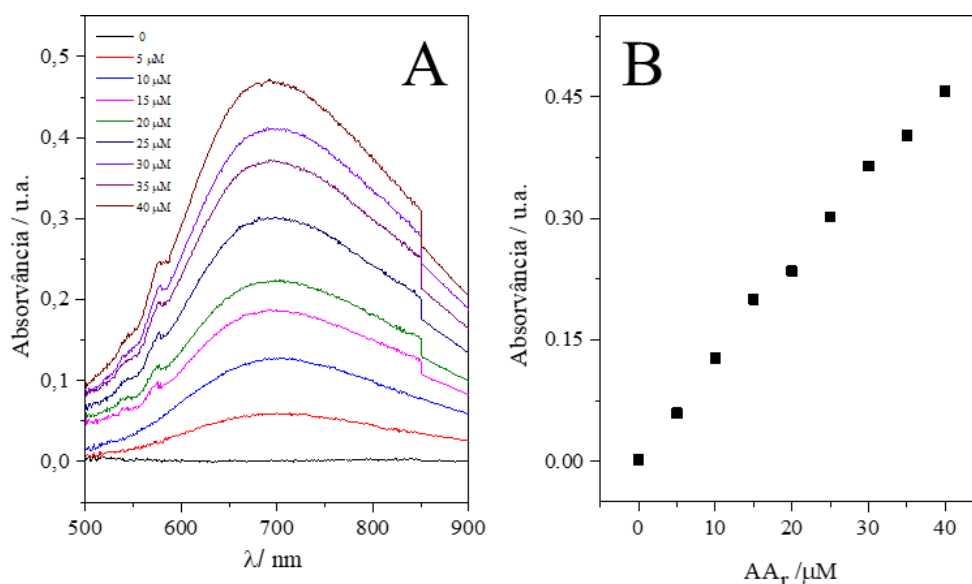 A
0
5 μM
10 μM
15 μM
20 μM
25 μM
30 μM
35 μM
40 μM
0,5
0,4
0,3
0,2
0,1
0,0
Absorvância / u.a.
500 600 700 800 900
λ/ nm
B
0.45
0.30
0.15
0.00
Absorvância / u.a.
0 10 20 30 40
AAr /μM